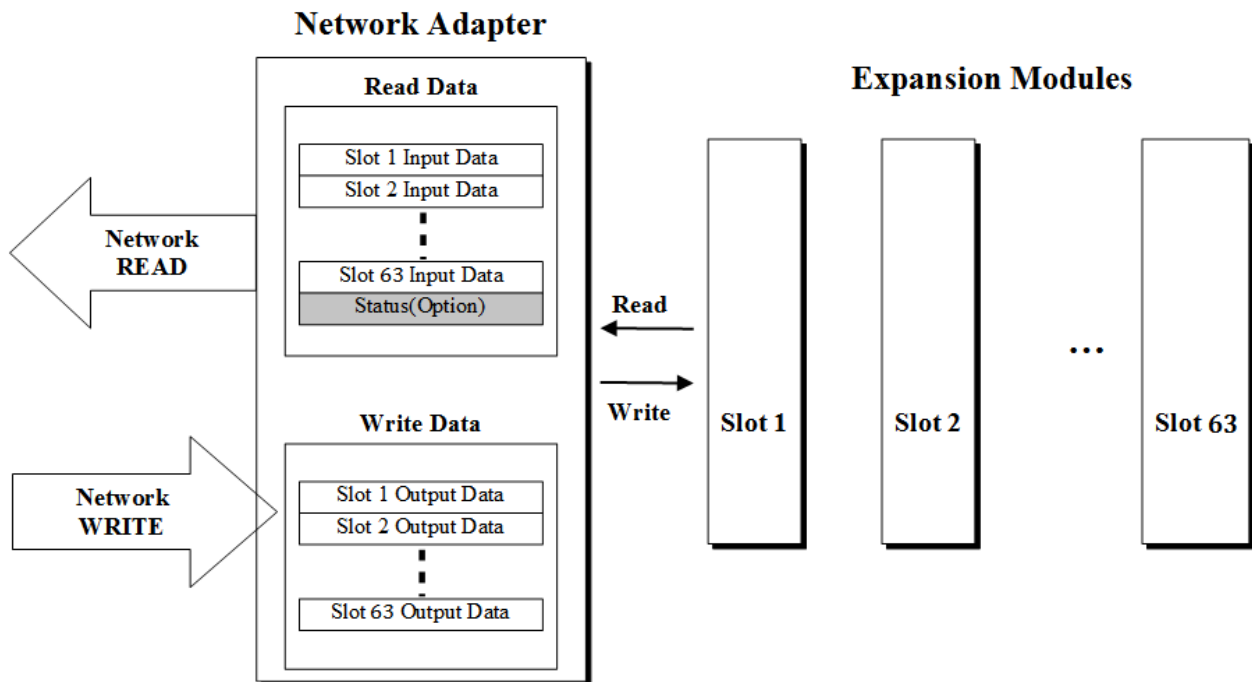 Network Adapter
Read Data
Slot 1 Input Data
Slot 2 Input Data
Slot 63 Input Data
Status(Option)
Network
READ
Write Data
Slot 1 Output Data
Slot 2 Output Data
Slot 63 Output Data
Network
WRITE
Read
Write
Expansion Modules
Slot 1
Slot 2
...
Slot 63